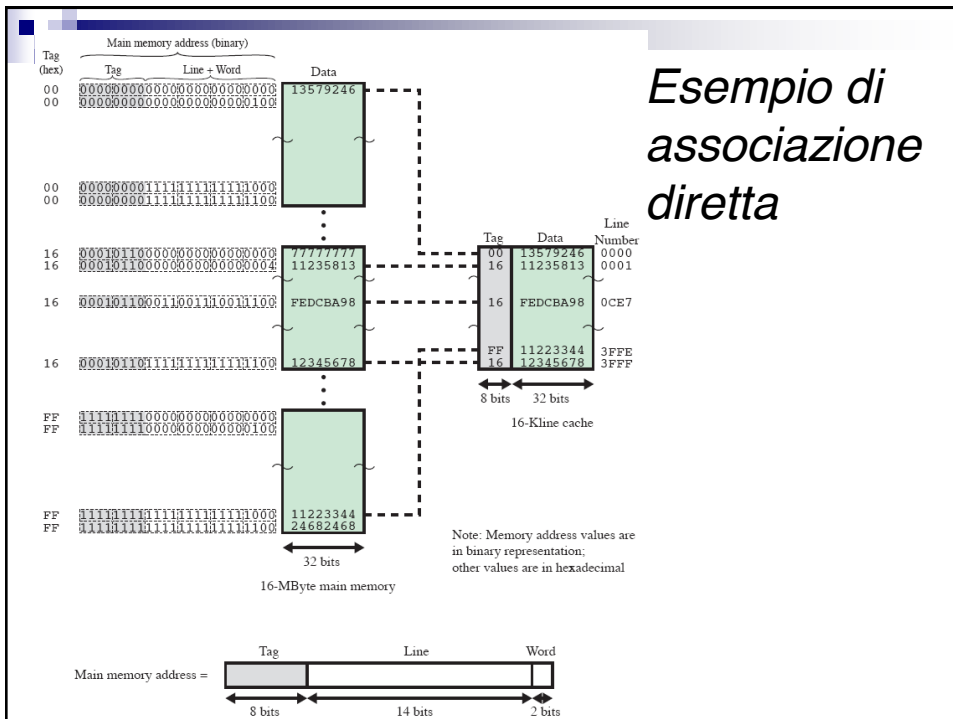 Esempio di
associazione
diretta
Main memory address (binary)
Tag
(hex)
Tag Line + Word Data
00 000000000000000000000000 13579246
00 000000000000000000000100
00 000000001111111111111000
00 000000001111111111111100
16 000101100000000000000000 77777777
16 000101100000000000000004 11235813
16 000101100011001110011100 FEDCBA98
16 000101101111111111111100 12345678
FF 111111110000000000000000
FF 111111110000000000000100
FF 111111111111111111111000 11223344
FF 111111111111111111111100 24682468
32 bits
16-MByte main memory
Tag Data Line
Number
00 13579246 0000
16 11235813 0001
16 FEDCBA98 0CE7
FF 11223344 3FFE
16 12345678 3FFF
8 bits 32 bits
16-Kline cache
Note: Memory address values are
in binary representation;
other values are in hexadecimal
Tag Line Word
Main memory address =
8 bits 14 bits 2 bits